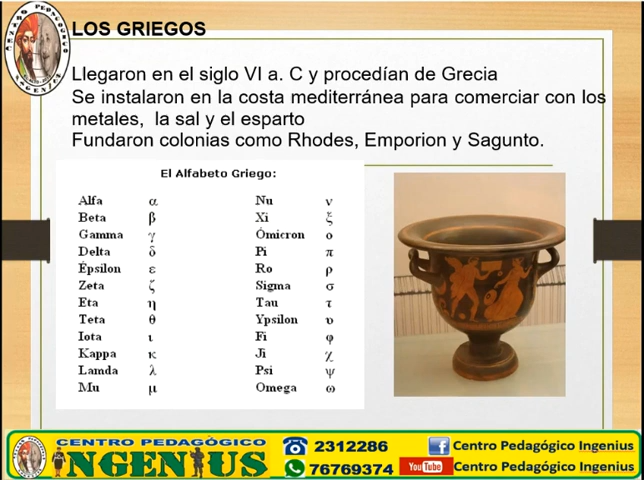 LOS GRIEGOS
Llegaron en el siglo VI a. C y procedían de Grecia
Se instalaron en la costa mediterránea para comerciar con los
metales, la sal y el esparto
Fundaron colonias como Rhodes, Emporion y Sagunto.
El Alfabeto Griego:
Alfa α Nu ν
Beta β Xi ξ
Gamma γ Ómicron ο
Delta δ Pi π
Épsilon ε Ro ρ
Zeta ζ Sigma σ
Eta η Tau τ
Teta θ Ypsilon υ
Iota ι Fi φ
Kappa κ Ji χ
Lamda λ Psi ψ
Mu μ Omega ω
CENTRO PEDAGÓGICO
INGENIUS
2312286
76769374
Centro Pedagógico Ingenius
YouTube Centro Pedagógico Ingenius